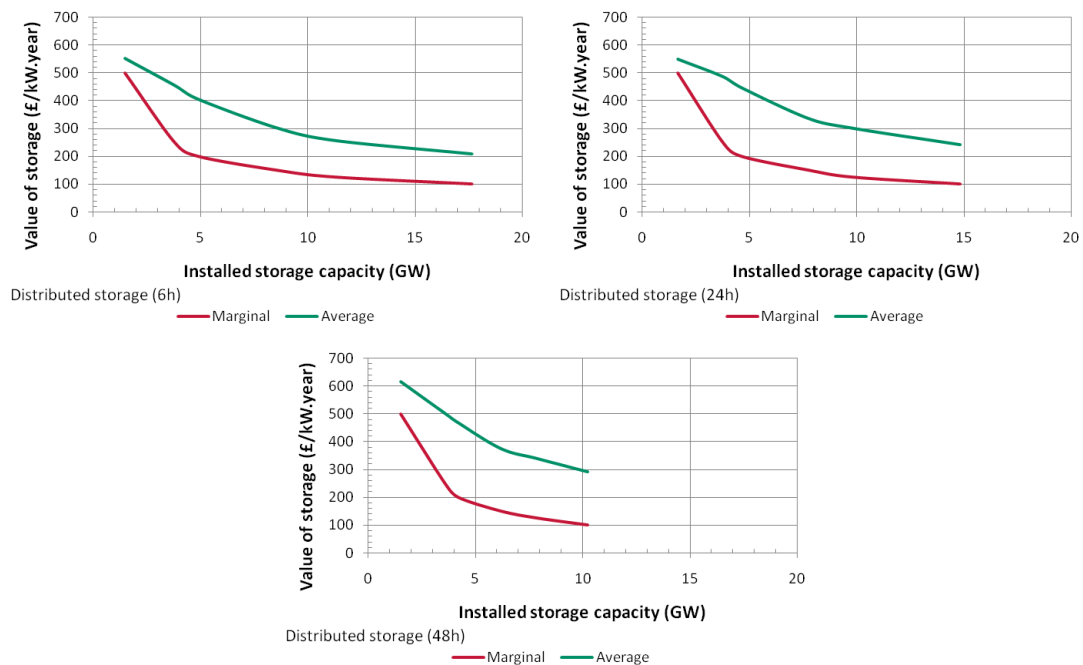 Value of storage (£/kW.year)
700
600
500
400
300
200
100
0
0 5 10 15 20
Installed storage capacity (GW)
Distributed storage (6h)
Marginal Average
Value of storage (£/kW.year)
700
600
500
400
300
200
100
0
0 5 10 15 20
Installed storage capacity (GW)
Distributed storage (24h)
Marginal Average
Value of storage (£/kW.year)
700
600
500
400
300
200
100
0
0 5 10 15 20
Installed storage capacity (GW)
Distributed storage (48h)
Marginal Average